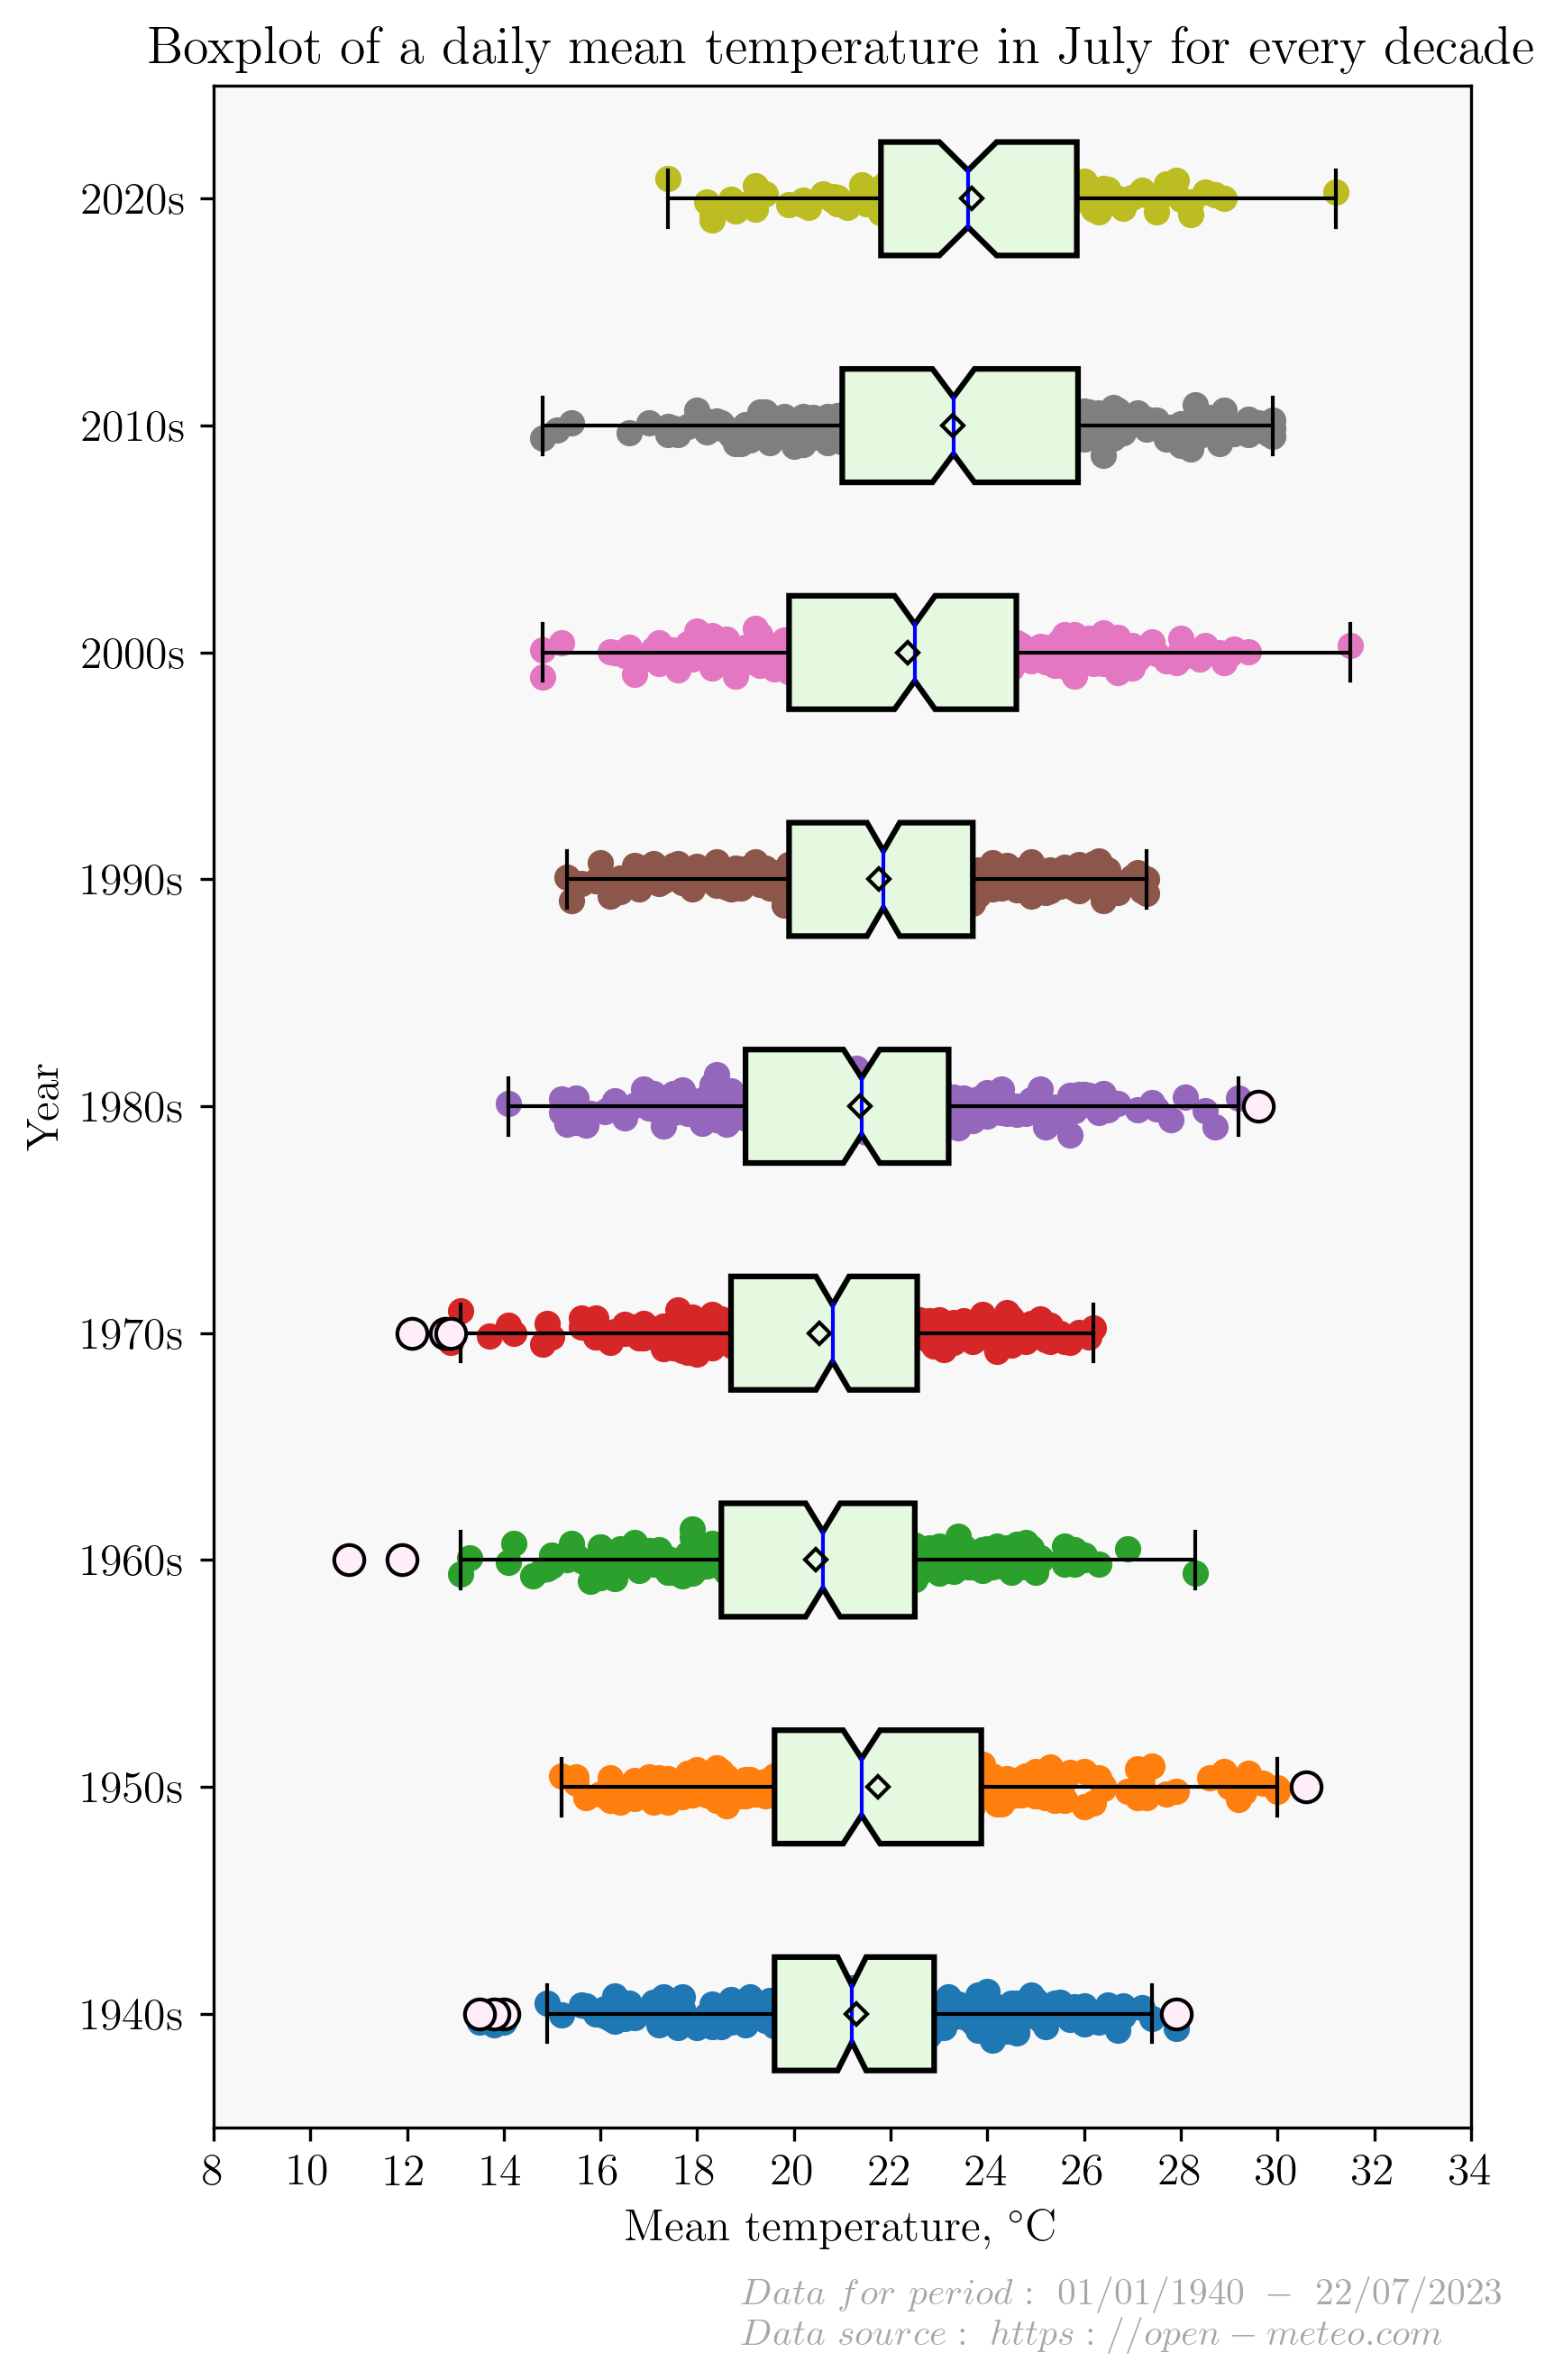 Boxplot of a daily mean temperature in July for every decade
2020s
2010s
2000s
1990s
1980s
1970s
1960s
1950s
1940s
Year
8 10 12 14 16 18 20 22 24 26 28 30 32 34
Mean temperature, °C
Data for period : 01/01/1940 − 22/07/2023
Data source : https : //open − meteo.com